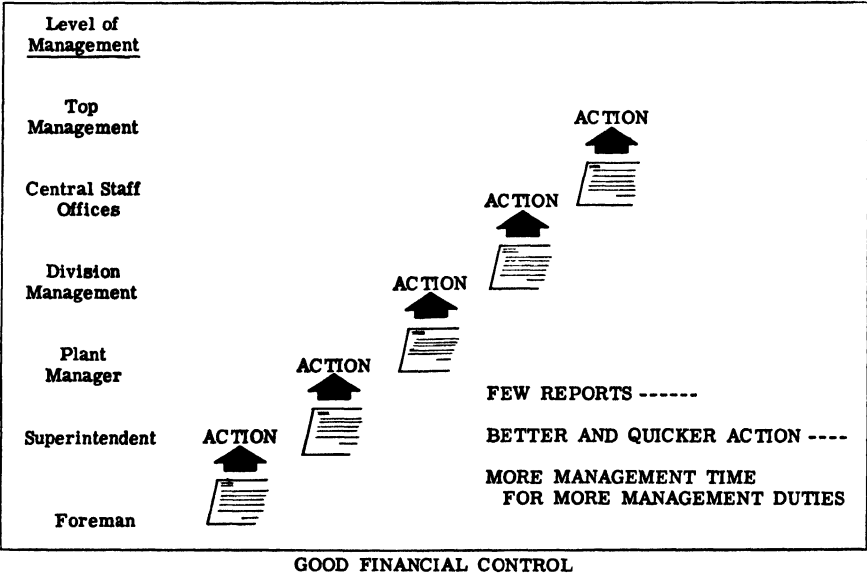 Level of
Management
Top
Management
ACTION
Central Staff
Offices
ACTION
Division
Management
ACTION
Plant
Manager
ACTION
FEW REPORTS ------
Superintendent
ACTION
BETTER AND QUICKER ACTION ----
MORE MANAGEMENT TIME
FOR MORE MANAGEMENT DUTIES
Foreman
GOOD FINANCIAL CONTROL